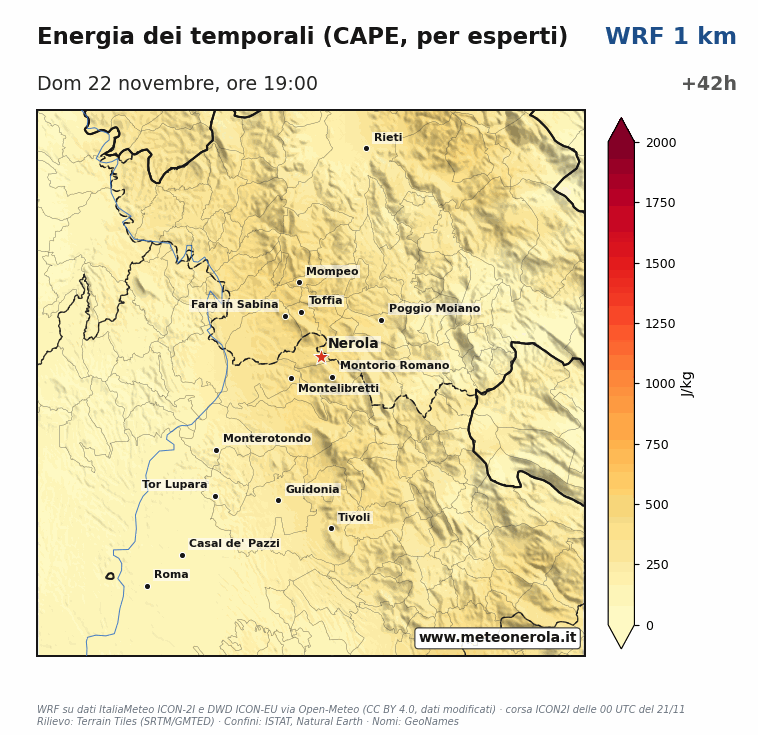 Energia dei temporali (CAPE, per esperti)
WRF 1 km
Dom 22 novembre, ore 19:00
+42h
Rieti
Mompeo
Toffia
Fara in Sabina
Poggio Moiano
Nerola
Montorio Romano
Montelibretti
Monterotondo
Tor Lupara
Guidonia
Tivoli
Casal de' Pazzi
Roma
www.meteonerola.it
2000
1750
1500
1250
1000
750
500
250
0
J/kg
WRF su dati ItaliaMeteo ICON-2I e DWD ICON-EU via Open-Meteo (CC BY 4.0, dati modificati) · corsa ICON2I delle 00 UTC del 21/11
Rilievo: Terrain Tiles (SRTM/GMTED) · Confini: ISTAT, Natural Earth · Nomi: GeoNames